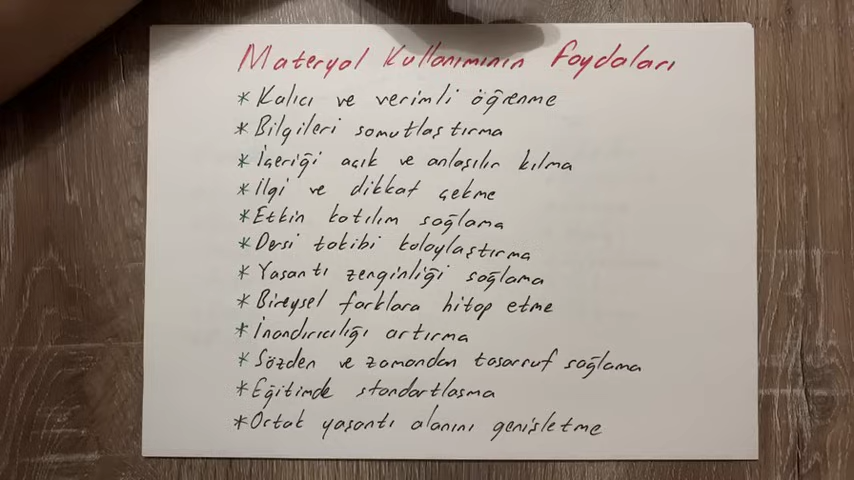 Materyal Kullanımının Faydaları
* Kalıcı ve verimli öğrenme
* Bilgileri somutlaştırma
* İçeriği açık ve anlaşılır kılma
* İlgi ve dikkat çekme
* Etkin katılım sağlama
* Dersi takibi kolaylaştırma
* Yaşantı zenginliği sağlama
* Bireysel farklara hitap etme
* İnandırıcılığı artırma
* Sözden ve zamandan tasarruf sağlama
* Eğitimde standartlaşma
* Ortak yaşantı alanını genişletme